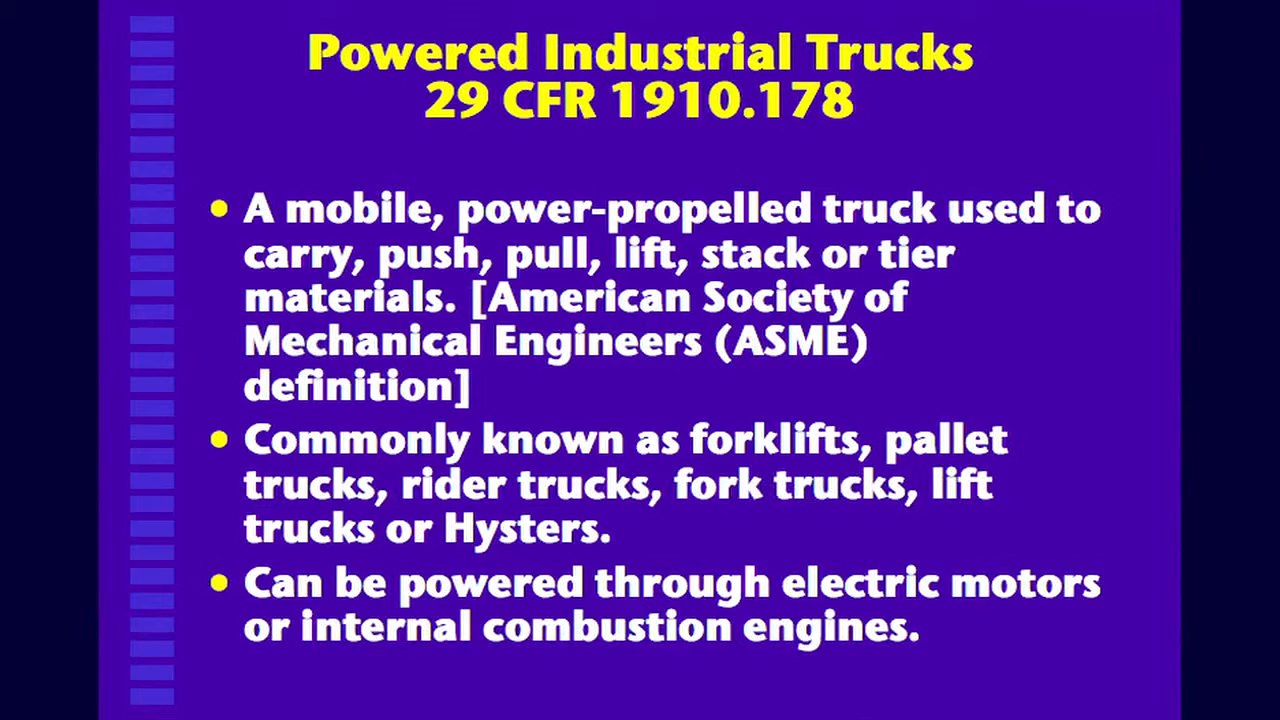 Powered Industrial Trucks
29 CFR 1910.178
• A mobile, power-propelled truck used to
carry, push, pull, lift, stack or tier
materials. [American Society of
Mechanical Engineers (ASME)
definition]
• Commonly known as forklifts, pallet
trucks, rider trucks, fork trucks, lift
trucks or Hysters.
• Can be powered through electric motors
or internal combustion engines.